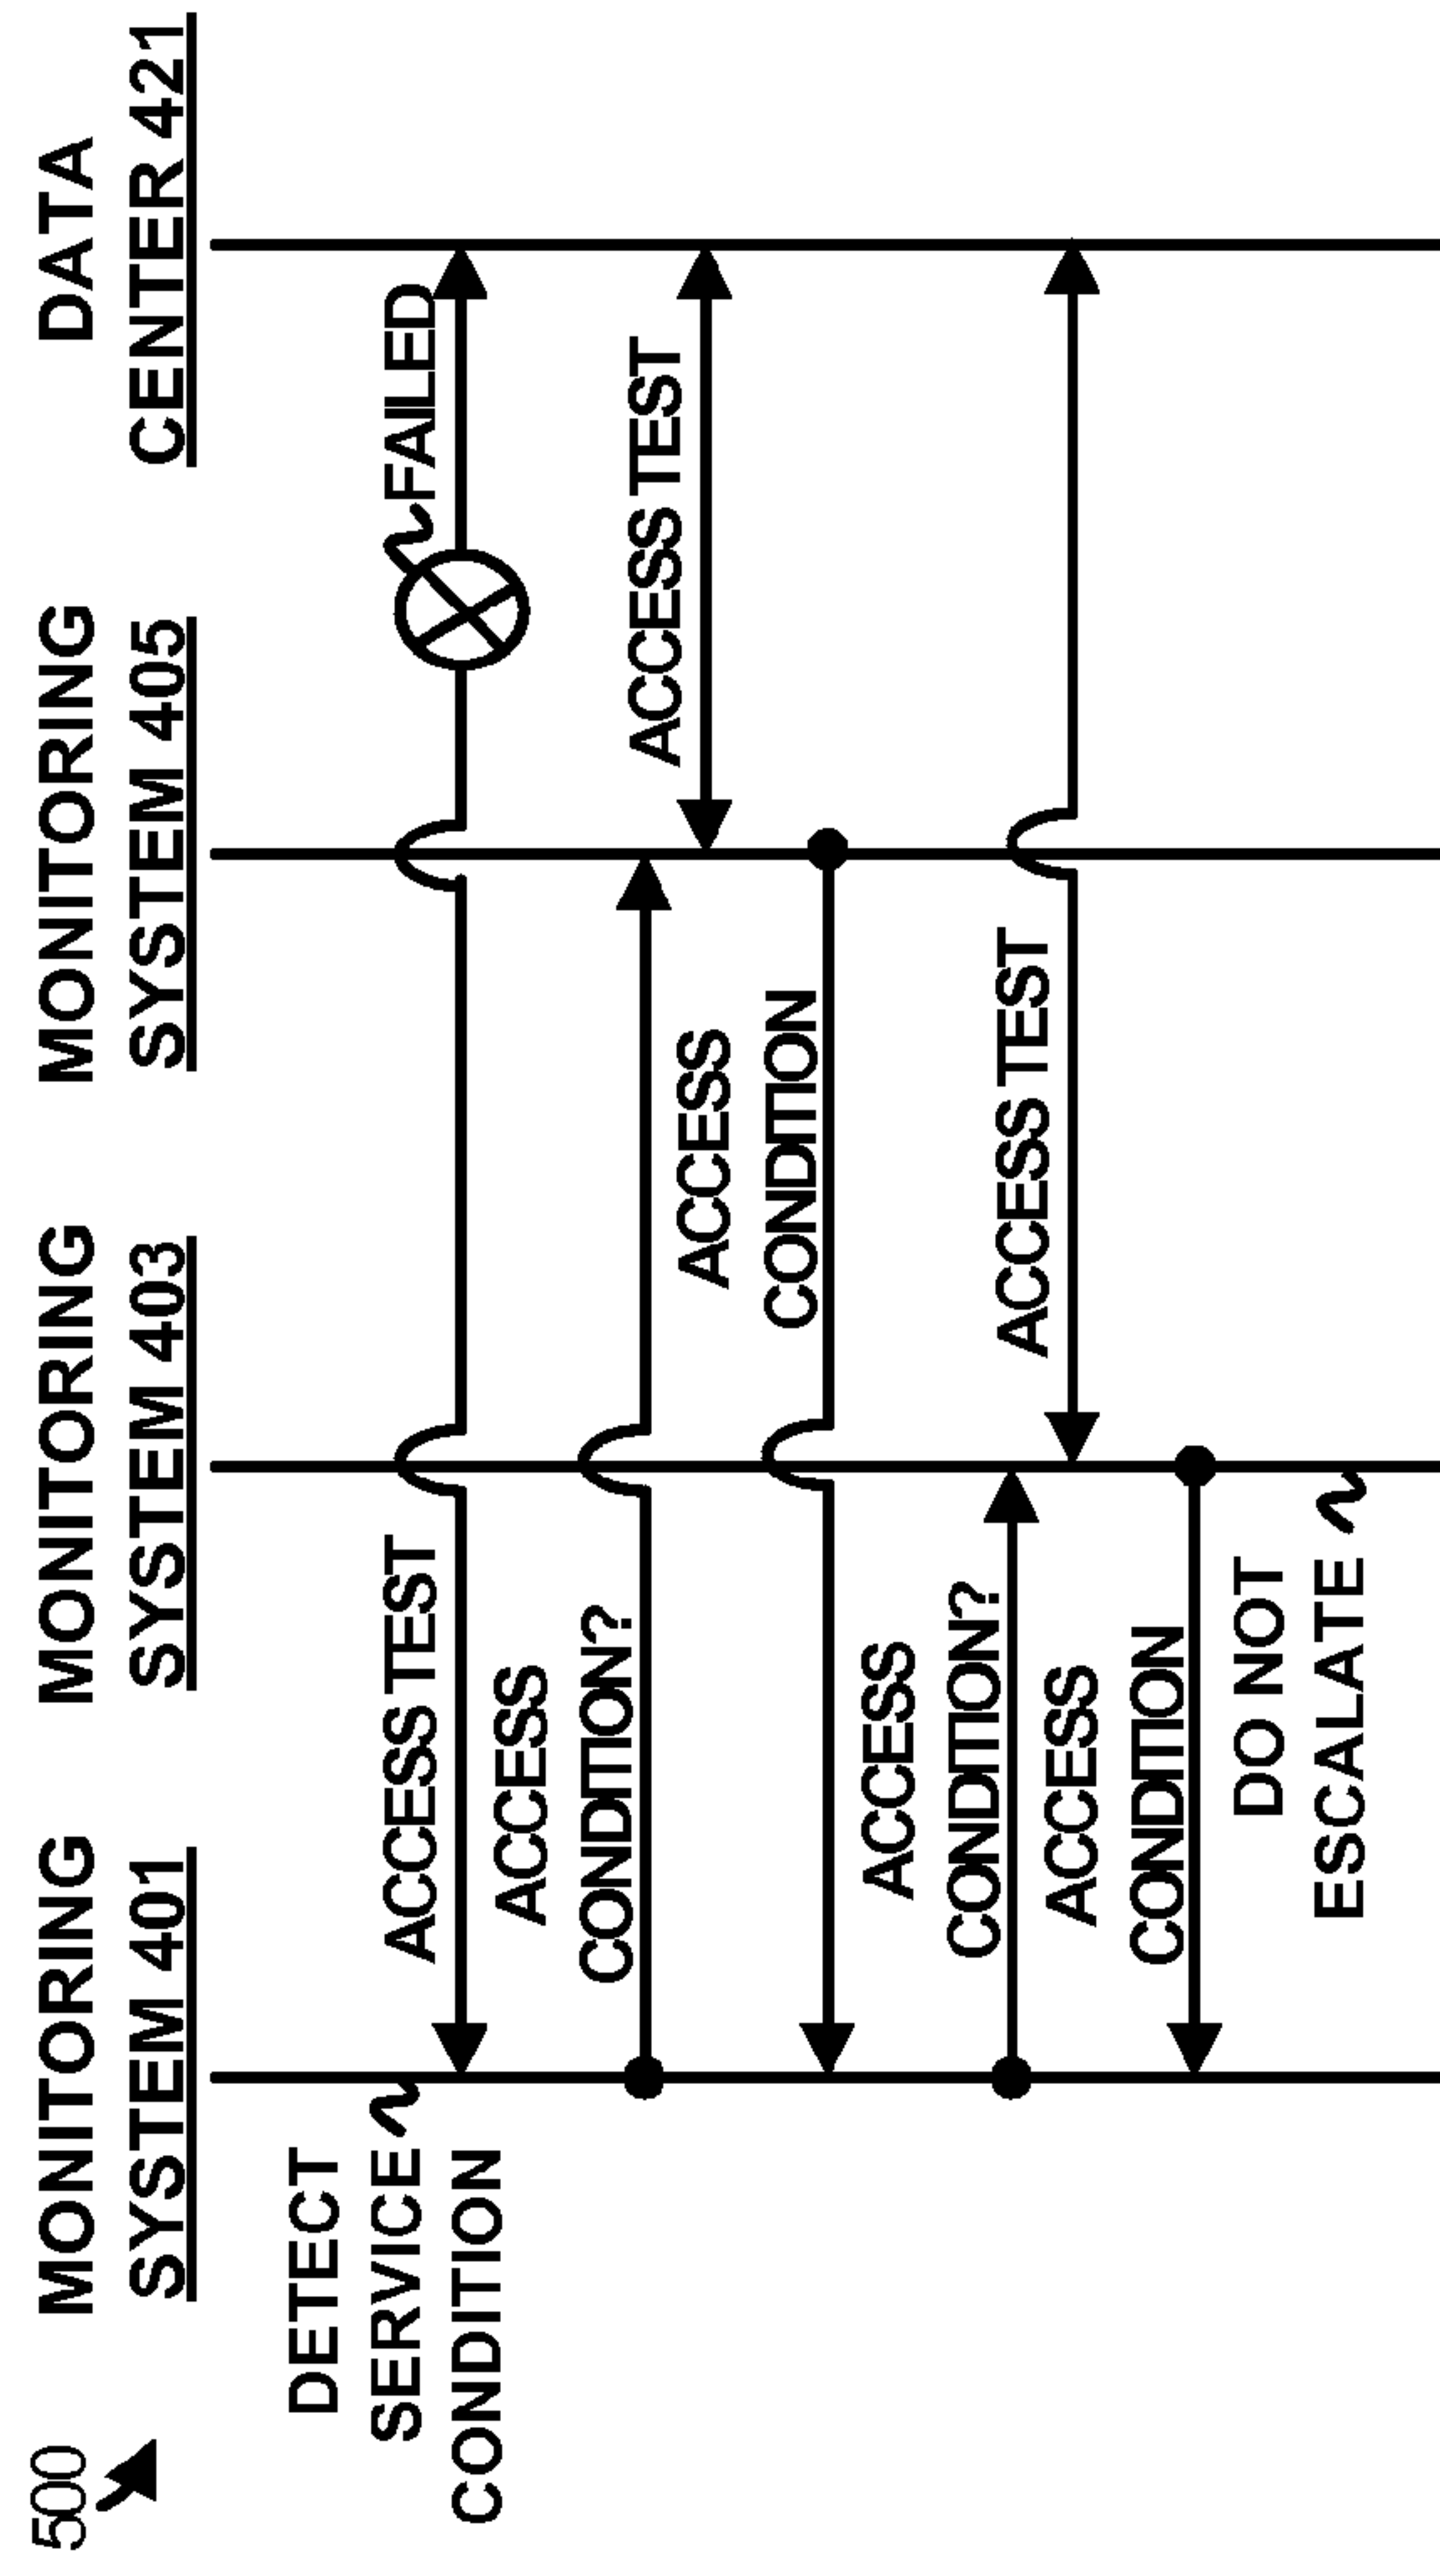 500
MONITORING
SYSTEM 401
MONITORING
SYSTEM 403
MONITORING
SYSTEM 405
DATA
CENTER 421
DETECT
SERVICE
CONDITION
ACCESS TEST
FAILED
ACCESS
CONDITION?
ACCESS TEST
ACCESS
CONDITION
ACCESS
CONDITION?
ACCESS TEST
ACCESS
CONDITION
DO NOT
ESCALATE